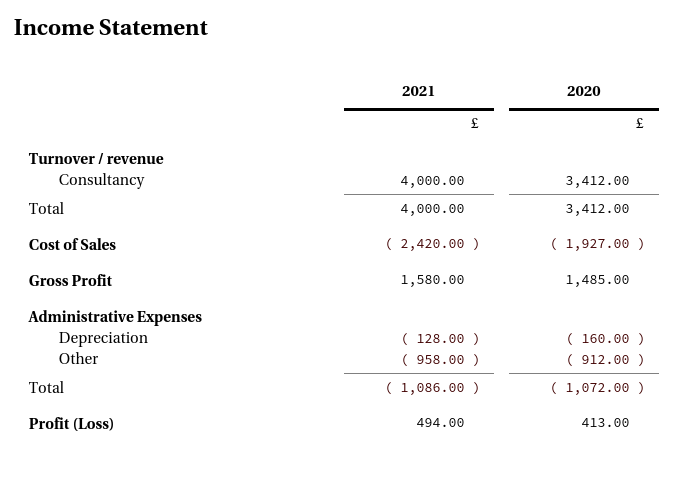 Income Statement
2021 2020
£ £
Turnover / revenue
Consultancy 4,000.00 3,412.00
Total 4,000.00 3,412.00
Cost of Sales ( 2,420.00 ) ( 1,927.00 )
Gross Profit 1,580.00 1,485.00
Administrative Expenses
Depreciation ( 128.00 ) ( 160.00 )
Other ( 958.00 ) ( 912.00 )
Total ( 1,086.00 ) ( 1,072.00 )
Profit (Loss) 494.00 413.00